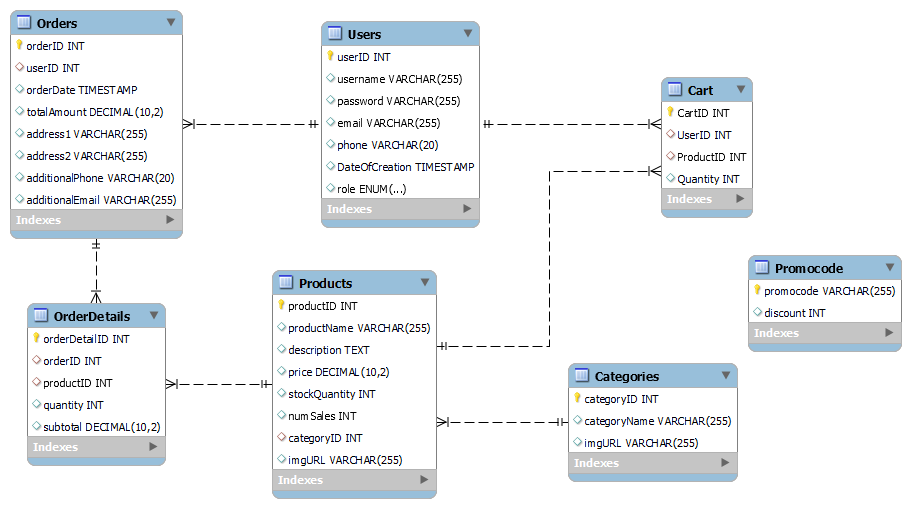 Orders
orderID INT
userID INT
orderDate TIMESTAMP
totalAmount DECIMAL(10,2)
address1 VARCHAR(255)
address2 VARCHAR(255)
additionalPhone VARCHAR(20)
additionalEmail VARCHAR(255)
Indexes
Users
userID INT
username VARCHAR(255)
password VARCHAR(255)
email VARCHAR(255)
phone VARCHAR(20)
DateOfCreation TIMESTAMP
role ENUM(...)
Indexes
Cart
CartID INT
UserID INT
ProductID INT
Quantity INT
Indexes
Promocode
promocode VARCHAR(255)
discount INT
Indexes
OrderDetails
orderDetailID INT
orderID INT
productID INT
quantity INT
subtotal DECIMAL(10,2)
Indexes
Products
productID INT
productName VARCHAR(255)
description TEXT
price DECIMAL(10,2)
stockQuantity INT
numSales INT
categoryID INT
imgURL VARCHAR(255)
Indexes
Categories
categoryID INT
categoryName VARCHAR(255)
imgURL VARCHAR(255)
Indexes